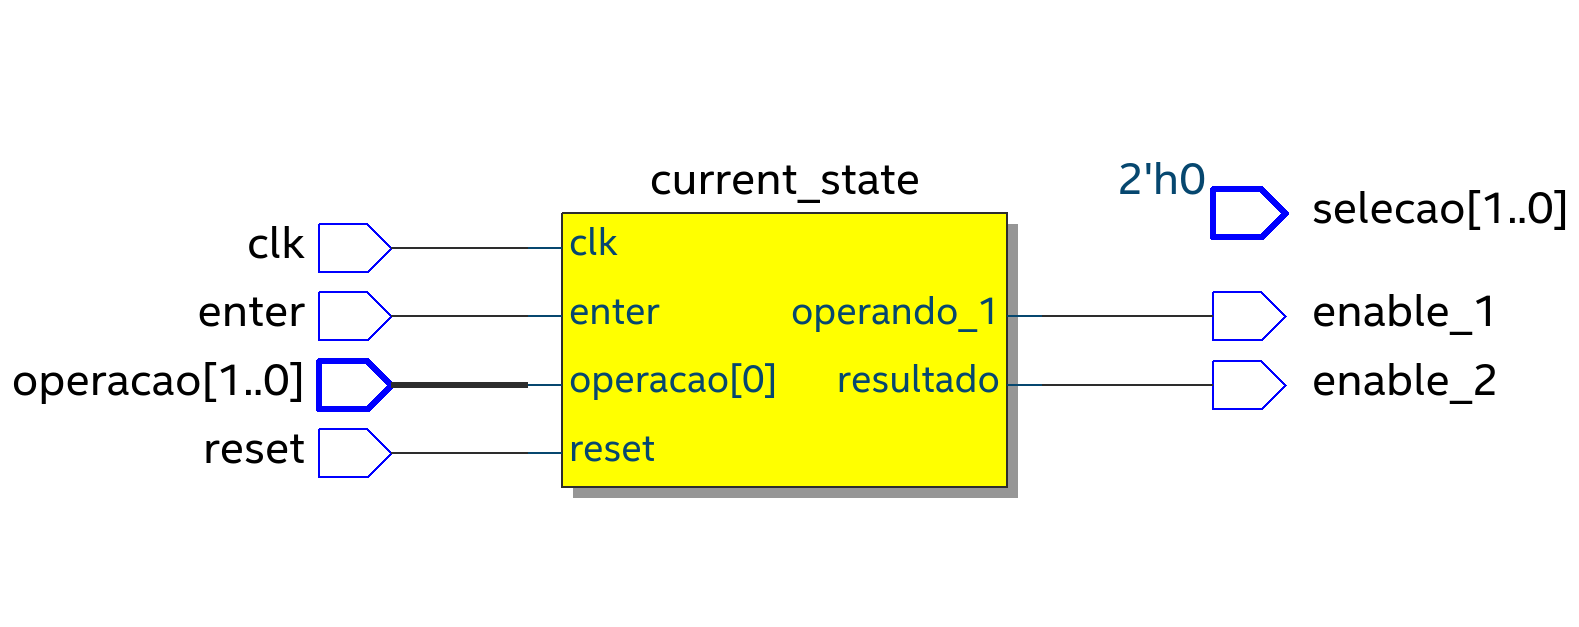 current_state
2'h0
selecao[1..0]
clk
clk
enter
enter
operando_1
enable_1
operacao[1..0]
operacao[0]
resultado
enable_2
reset
reset